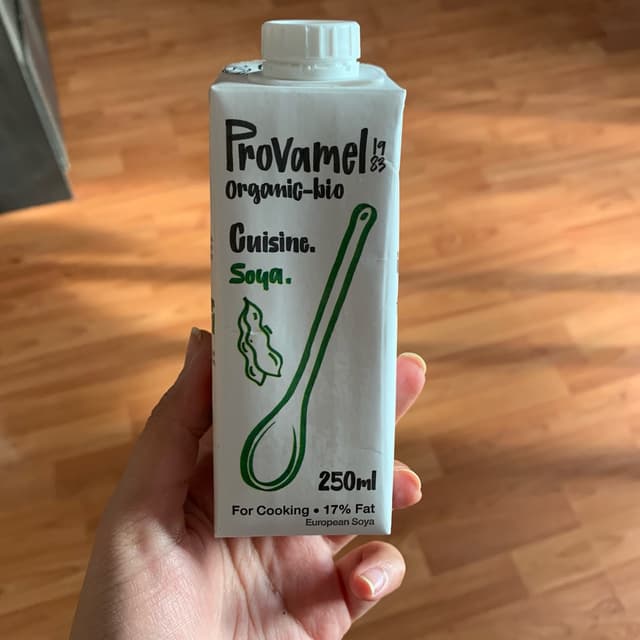 Provamel 19
83
organic-bio
Cuisine.
Soya.
250ml
For Cooking • 17% Fat
European Soya